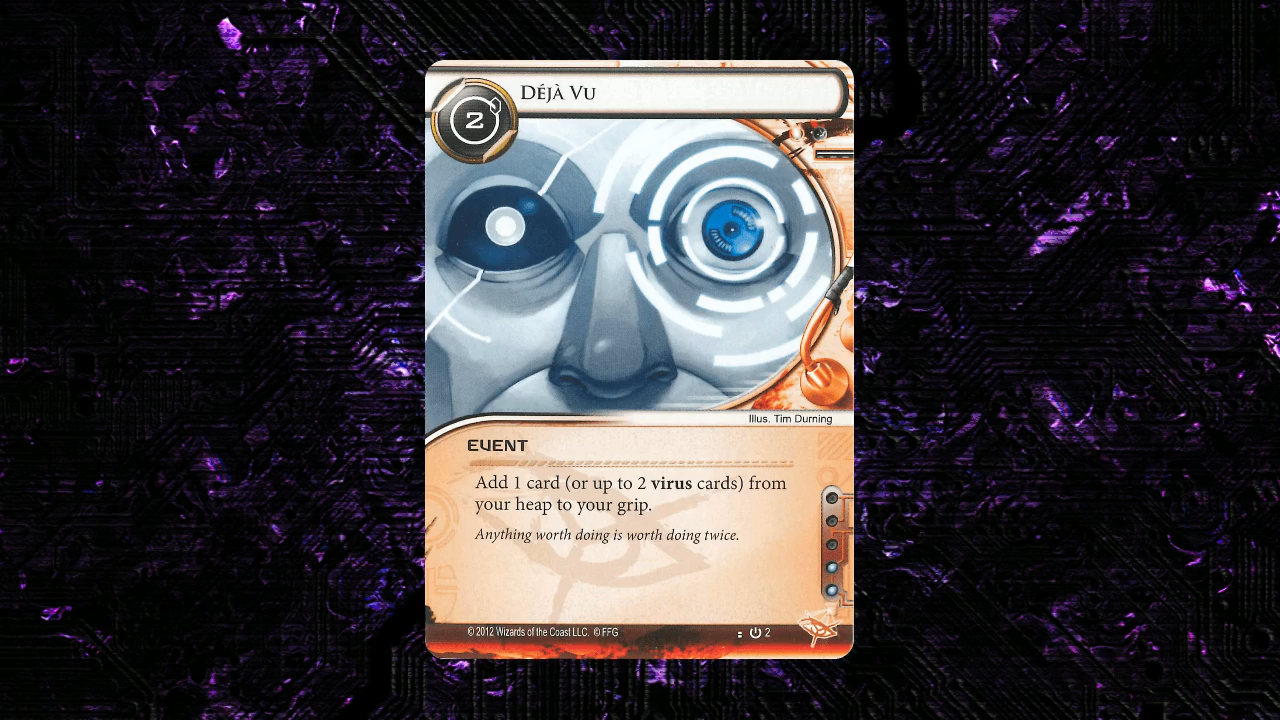 DÉJÀ VU
2
Illus. Tim Durning
EVENT
Add 1 card (or up to 2 virus cards) from
your heap to your grip.
Anything worth doing is worth doing twice.
© 2012 Wizards of the Coast LLC. © FFG
2